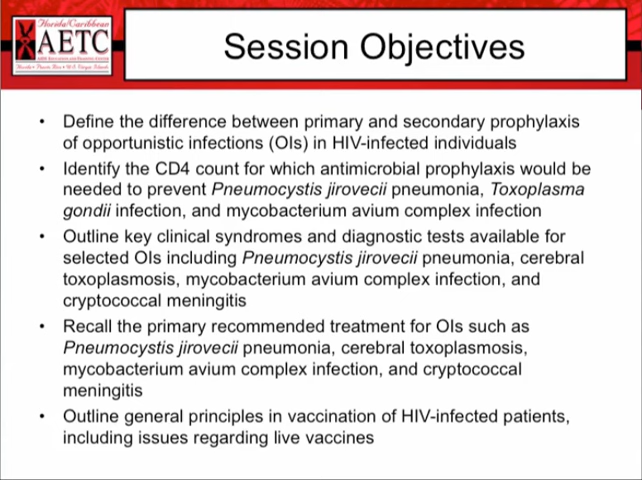 Florida/Caribbean
AETC
Session Objectives
• Define the difference between primary and secondary prophylaxis
of opportunistic infections (OIs) in HIV-infected individuals
• Identify the CD4 count for which antimicrobial prophylaxis would be
needed to prevent Pneumocystis jirovecii pneumonia, Toxoplasma
gondii infection, and mycobacterium avium complex infection
• Outline key clinical syndromes and diagnostic tests available for
selected OIs including Pneumocystis jirovecii pneumonia, cerebral
toxoplasmosis, mycobacterium avium complex infection, and
cryptococcal meningitis
• Recall the primary recommended treatment for OIs such as
Pneumocystis jirovecii pneumonia, cerebral toxoplasmosis,
mycobacterium avium complex infection, and cryptococcal
meningitis
• Outline general principles in vaccination of HIV-infected patients,
including issues regarding live vaccines